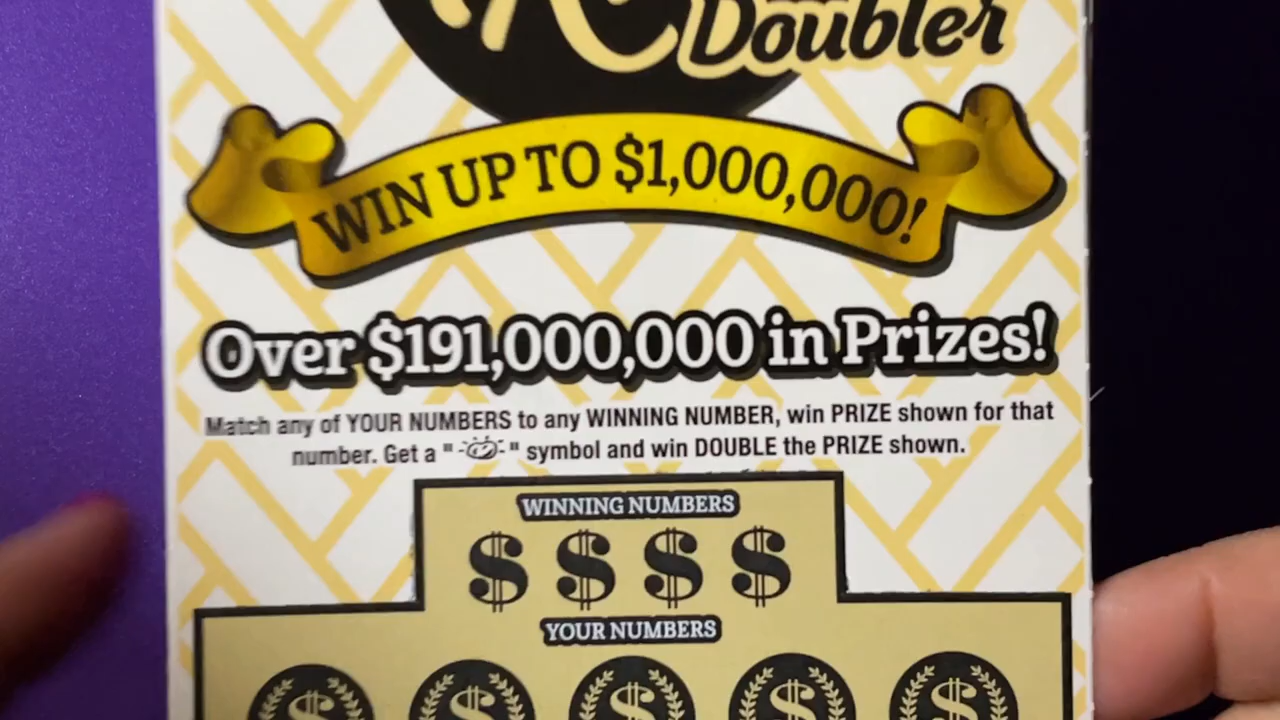 Doubler
WIN UP TO $1,000,000!
Over $191,000,000 in Prizes!
Match any of YOUR NUMBERS to any WINNING NUMBER, win PRIZE shown for that
number. Get a " " symbol and win DOUBLE the PRIZE shown.
WINNING NUMBERS
$ $ $ $
YOUR NUMBERS
$ $ $ $ $